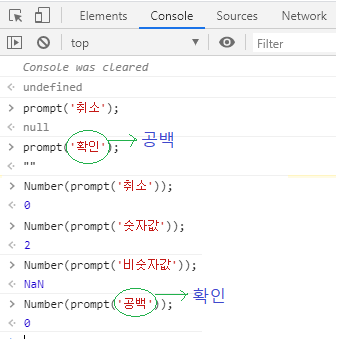 Elements Console Sources Network
top Filter
Console was cleared
undefined
prompt('취소');
null
prompt('확인'); 공백
""
Number(prompt('취소'));
0
Number(prompt('숫자값'));
2
Number(prompt('비숫자값'));
NaN
Number(prompt('공백')); 확인
0